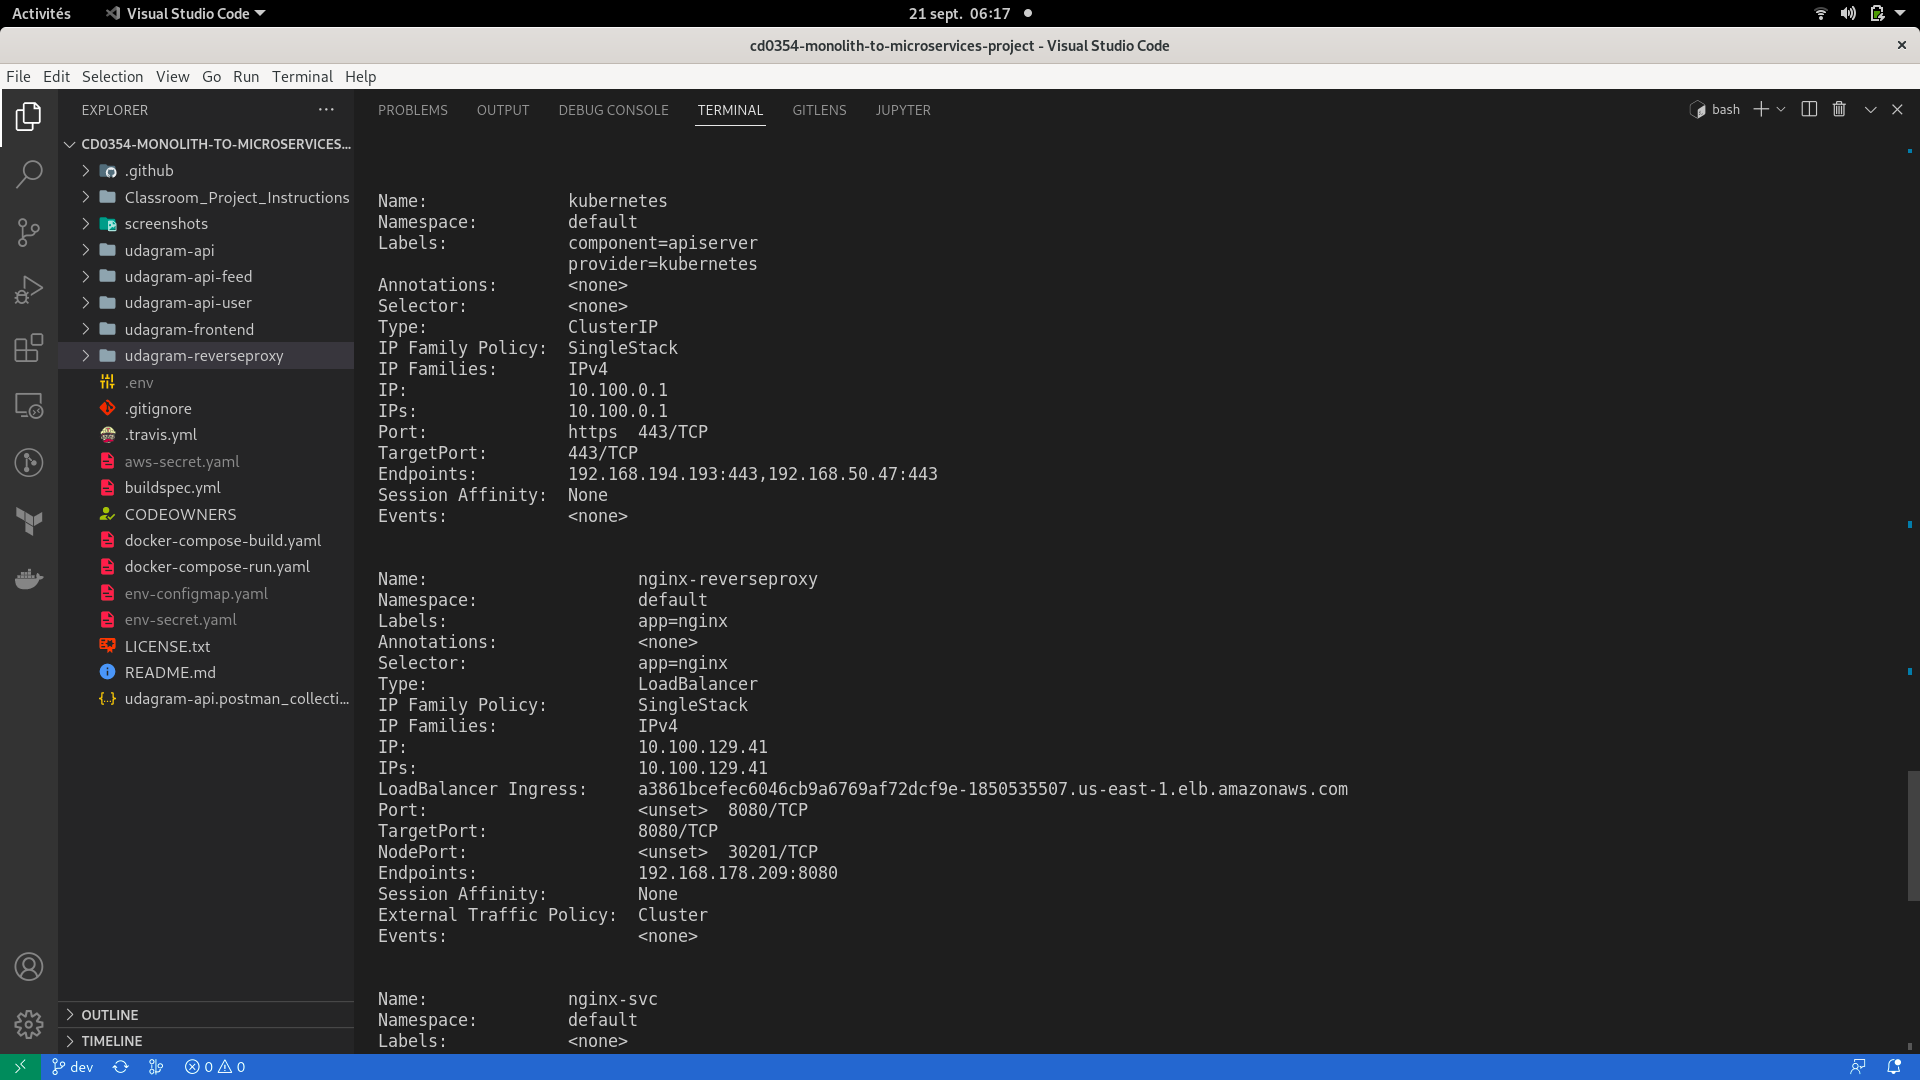 Activités
Visual Studio Code
21 sept. 06:17
cd0354-monolith-to-microservices-project - Visual Studio Code
File Edit Selection View Go Run Terminal Help
EXPLORER
CD0354-MONOLITH-TO-MICROSERVICES...
.github
Classroom_Project_Instructions
screenshots
udagram-api
udagram-api-feed
udagram-api-user
udagram-frontend
udagram-reverseproxy
.env
.gitignore
.travis.yml
aws-secret.yaml
buildspec.yml
CODEOWNERS
docker-compose-build.yaml
docker-compose-run.yaml
env-configmap.yaml
env-secret.yaml
LICENSE.txt
README.md
udagram-api.postman_collecti...
OUTLINE
TIMELINE
PROBLEMS OUTPUT DEBUG CONSOLE TERMINAL GITLENS JUPYTER
bash
Name: kubernetes
Namespace: default
Labels: component=apiserver
provider=kubernetes
Annotations: <none>
Selector: <none>
Type: ClusterIP
IP Family Policy: SingleStack
IP Families: IPv4
IP: 10.100.0.1
IPs: 10.100.0.1
Port: https 443/TCP
TargetPort: 443/TCP
Endpoints: 192.168.194.193:443,192.168.50.47:443
Session Affinity: None
Events: <none>
Name: nginx-reverseproxy
Namespace: default
Labels: app=nginx
Annotations: <none>
Selector: app=nginx
Type: LoadBalancer
IP Family Policy: SingleStack
IP Families: IPv4
IP: 10.100.129.41
IPs: 10.100.129.41
LoadBalancer Ingress: a3861bcefec6046cb9a6769af72dcf9e-1850535507.us-east-1.elb.amazonaws.com
Port: <unset> 8080/TCP
TargetPort: 8080/TCP
NodePort: <unset> 30201/TCP
Endpoints: 192.168.178.209:8080
Session Affinity: None
External Traffic Policy: Cluster
Events: <none>
Name: nginx-svc
Namespace: default
Labels: <none>
dev
0 0